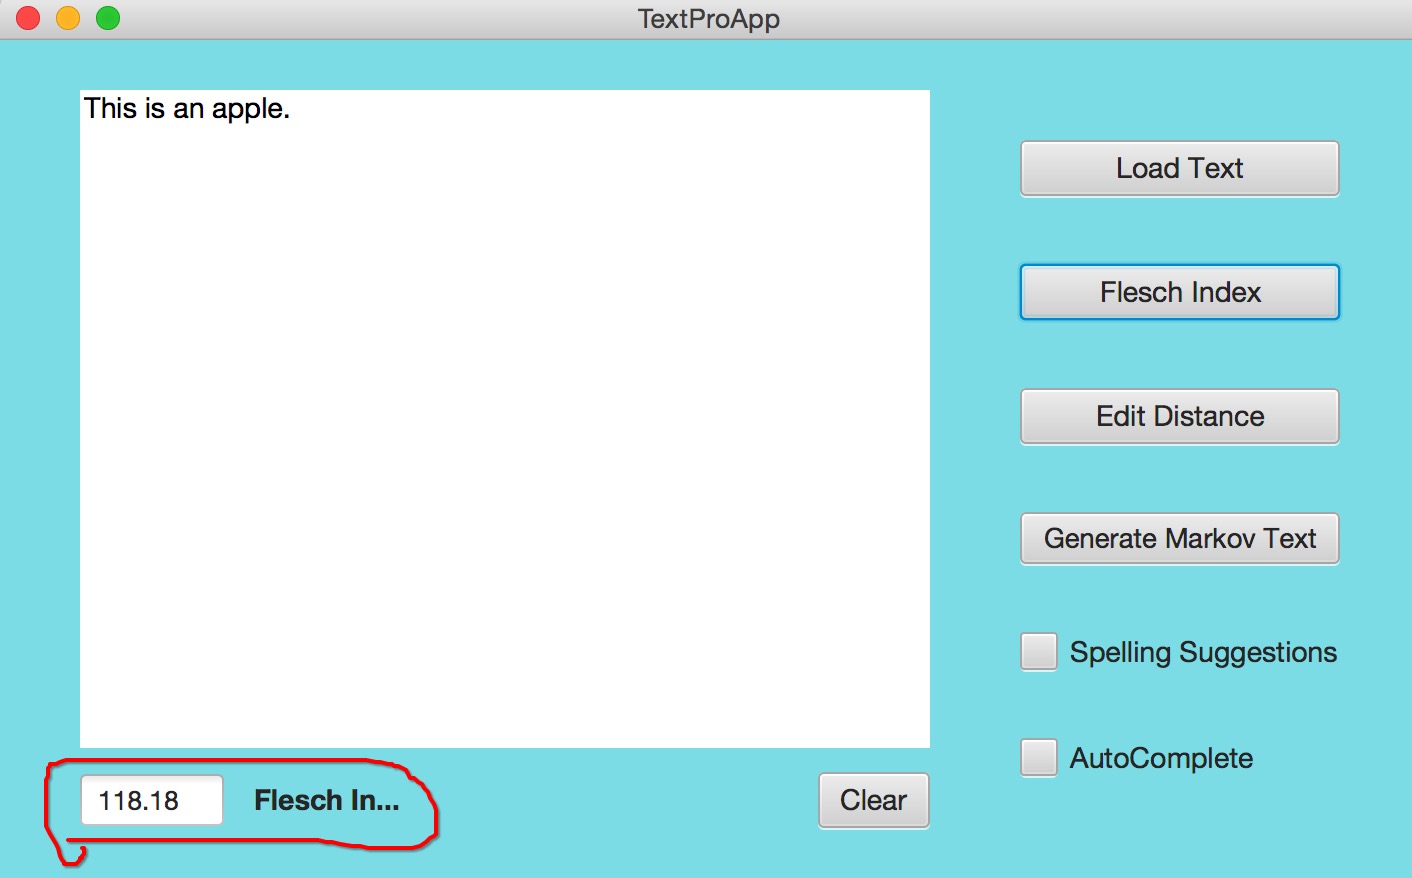 TextProApp
This is an apple.
Load Text
Flesch Index
Edit Distance
Generate Markov Text
Spelling Suggestions
AutoComplete
118.18 Flesch In...
Clear